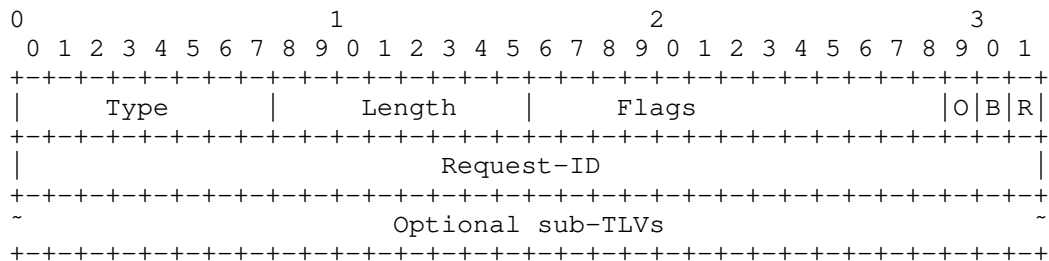 0                   1                   2                   3
 0 1 2 3 4 5 6 7 8 9 0 1 2 3 4 5 6 7 8 9 0 1 2 3 4 5 6 7 8 9 0 1
+-+-+-+-+-+-+-+-+-+-+-+-+-+-+-+-+-+-+-+-+-+-+-+-+-+-+-+-+-+-+-+-+
|     Type      |     Length    |     Flags               |O|B|R|
+-+-+-+-+-+-+-+-+-+-+-+-+-+-+-+-+-+-+-+-+-+-+-+-+-+-+-+-+-+-+-+-+
|                          Request-ID                           |
+-+-+-+-+-+-+-+-+-+-+-+-+-+-+-+-+-+-+-+-+-+-+-+-+-+-+-+-+-+-+-+-+
~                       Optional sub-TLVs                       ~
+-+-+-+-+-+-+-+-+-+-+-+-+-+-+-+-+-+-+-+-+-+-+-+-+-+-+-+-+-+-+-+-+